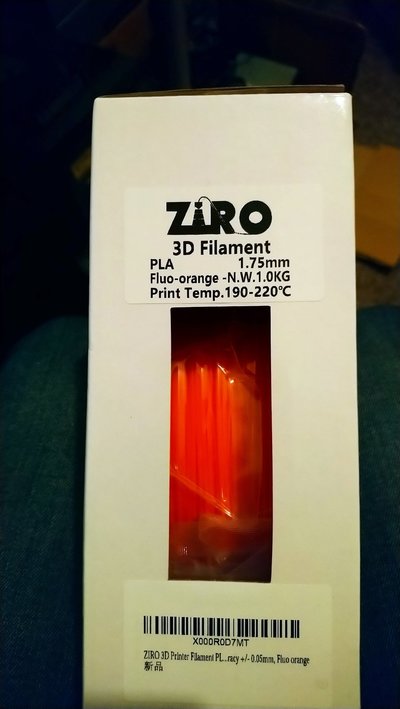 ZIRO
3D Filament
PLA 1.75mm
Fluo-orange -N.W.1.0KG
Print Temp.190-220℃
X000R0D7MT
ZIRO 3D Printer Filament PL...racy +/- 0.05mm, Fluo orange
新品